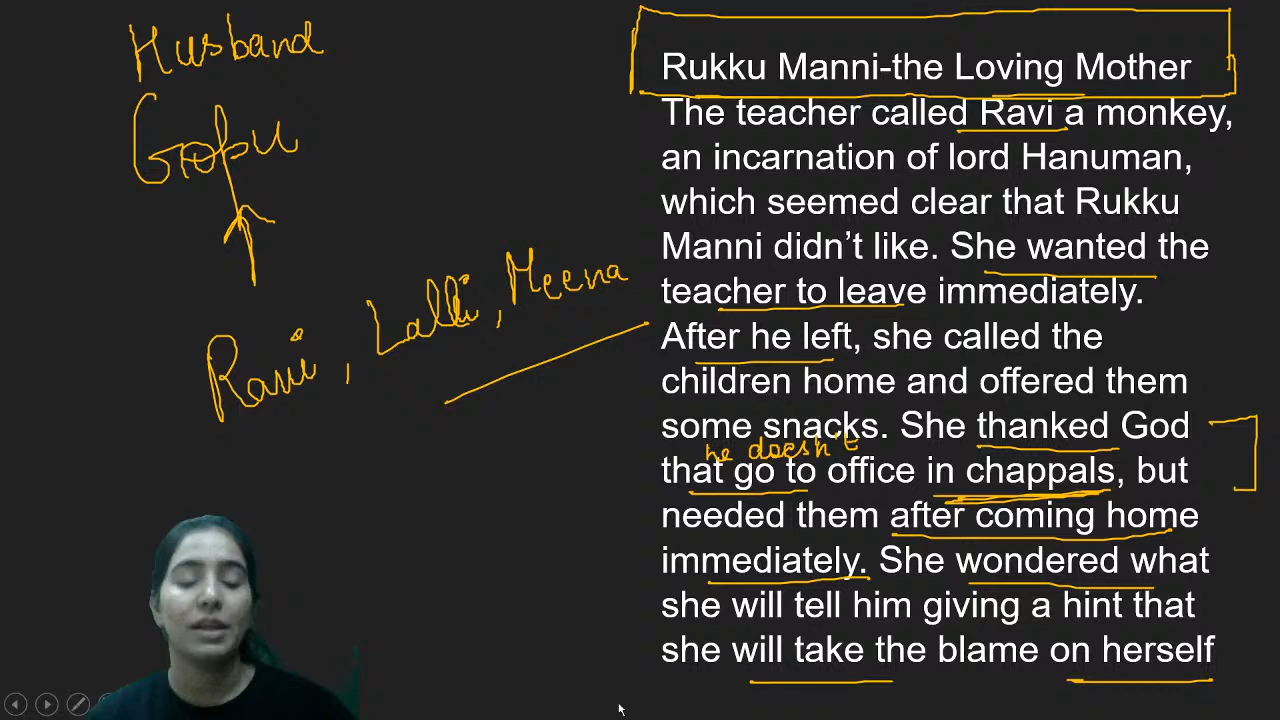 Husband
Gopu
Ravi, Lalli, Meena
Rukku Manni-the Loving Mother
The teacher called Ravi a monkey,
an incarnation of lord Hanuman,
which seemed clear that Rukku
Manni didn't like. She wanted the
teacher to leave immediately.
After he left, she called the
children home and offered them
some snacks. She thanked God
he doesn't
that go to office in chappals, but
needed them after coming home
immediately. She wondered what
she will tell him giving a hint that
she will take the blame on herself